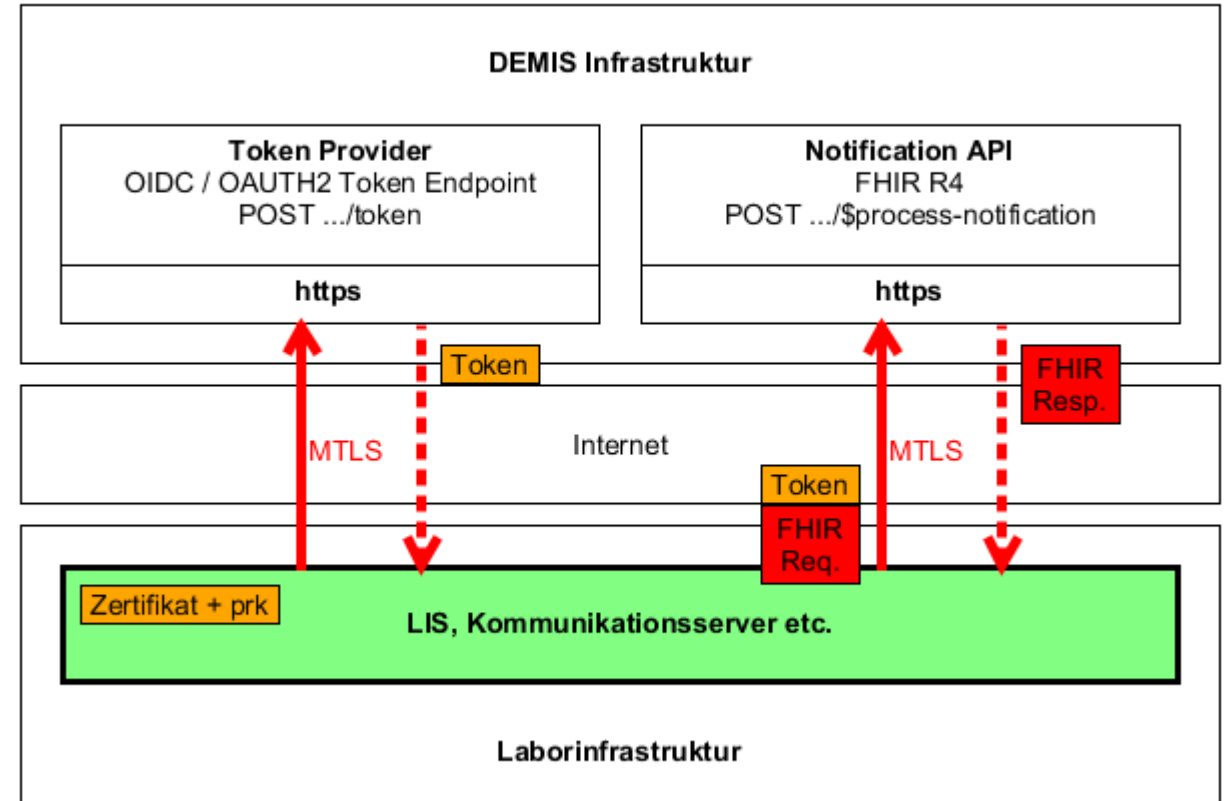 DEMIS Infrastruktur
Token Provider
OIDC / OAUTH2 Token Endpoint
POST .../token
https
Notification API
FHIR R4
POST .../$process-notification
https
Token
FHIR
Resp.
MTLS
Internet
MTLS
Token
FHIR
Req.
Zertifikat + prk
LIS, Kommunikationsserver etc.
Laborinfrastruktur